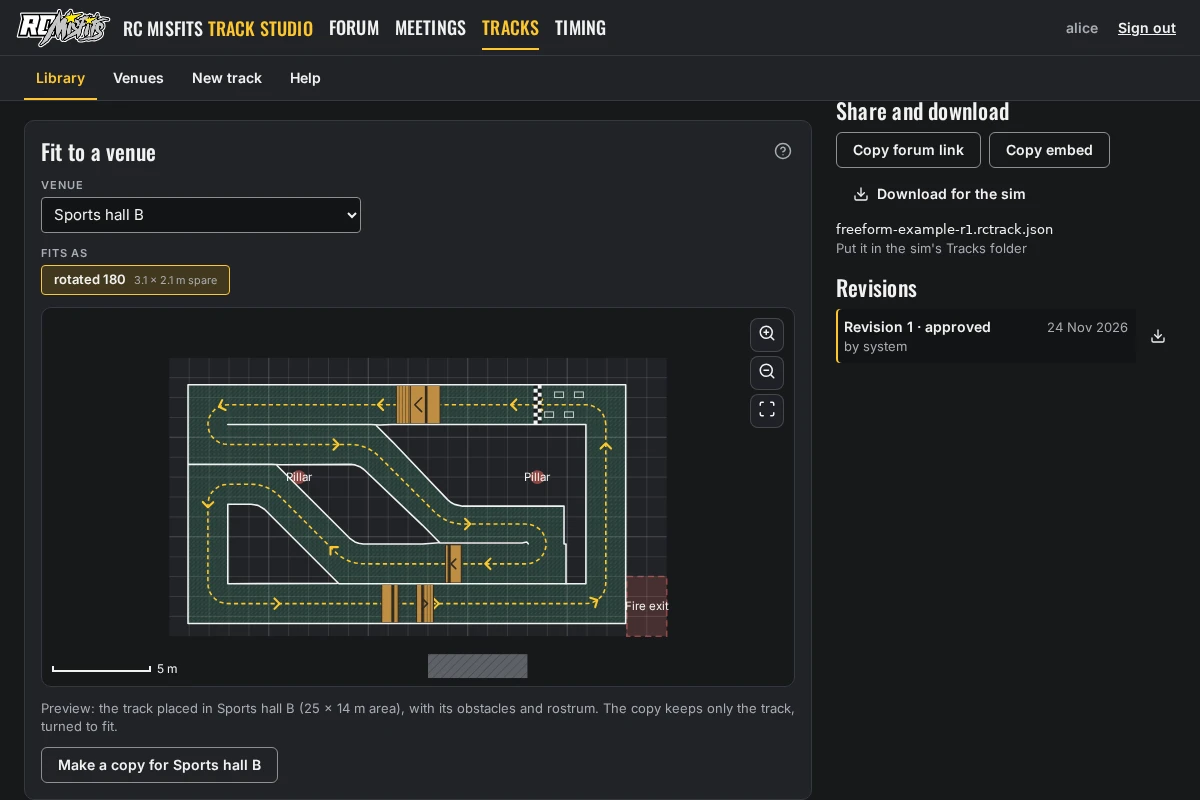 RC Misfits
RC MISFITS TRACK STUDIO
FORUM
MEETINGS
TRACKS
TIMING
alice
Sign out
Library
Venues
New track
Help
Fit to a venue
VENUE
Sports hall B
FITS AS
rotated 180 3.1 × 2.1 m spare
Pillar
Pillar
Fire exit
5 m
Preview: the track placed in Sports hall B (25 × 14 m area), with its obstacles and rostrum. The copy keeps only the track,
turned to fit.
Make a copy for Sports hall B
Share and download
Copy forum link
Copy embed
Download for the sim
freeform-example-r1.rctrack.json
Put it in the sim's Tracks folder
Revisions
Revision 1 · approved
24 Nov 2026
by system